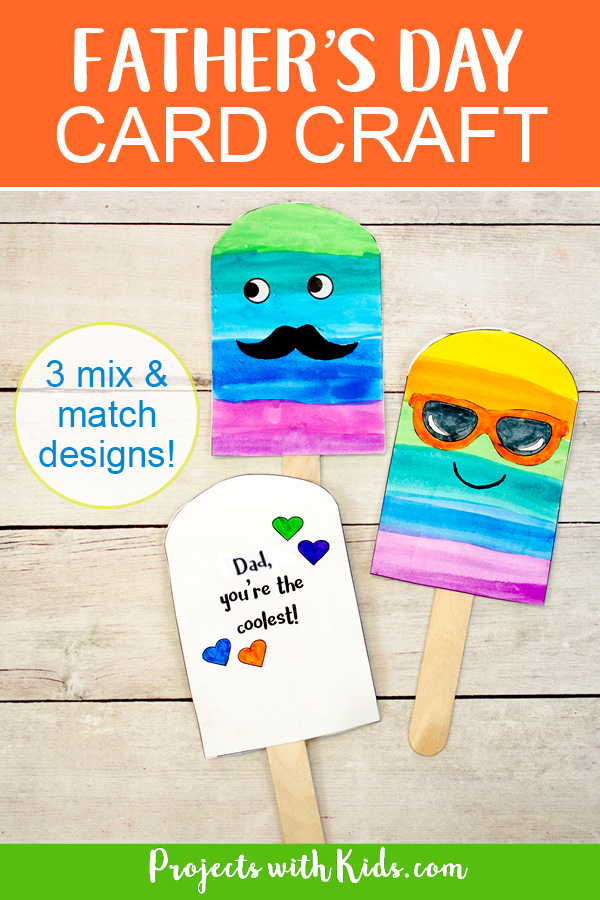 FATHER'S DAY
CARD CRAFT
3 mix &
match
designs!
Dad,
you're the
coolest!
Projects with Kids.com